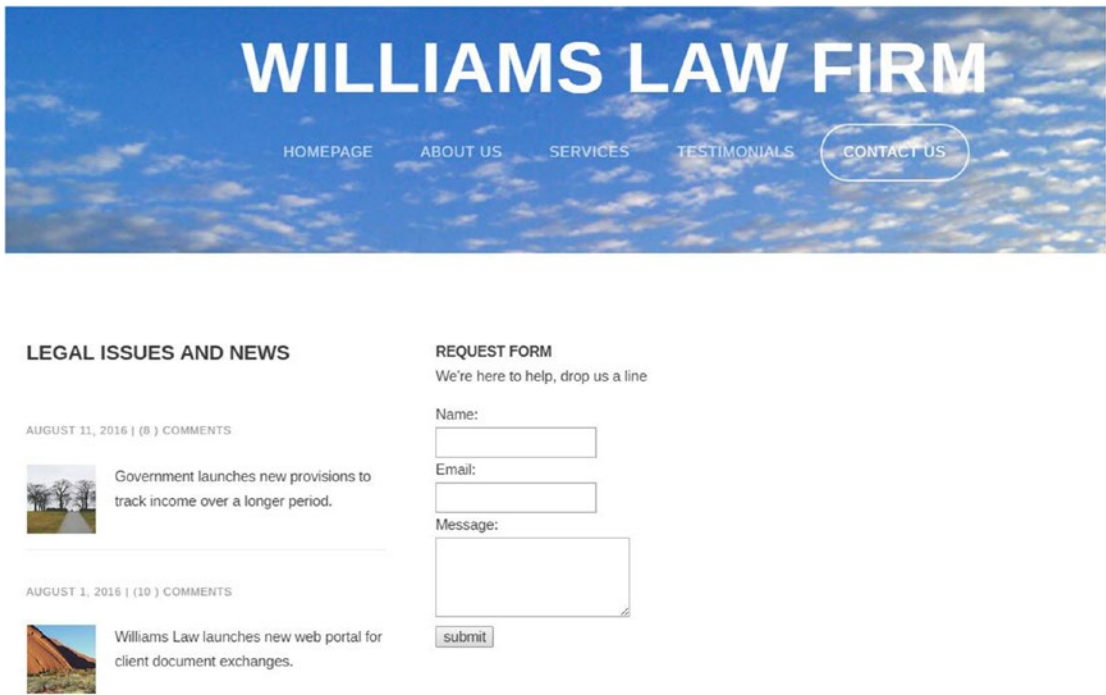 WILLIAMS LAW FIRM
HOMEPAGE ABOUT US SERVICES TESTIMONIALS CONTACT US
LEGAL ISSUES AND NEWS
AUGUST 11, 2016 | (8 ) COMMENTS
Government launches new provisions to
track income over a longer period.
AUGUST 1, 2016 | (10 ) COMMENTS
Williams Law launches new web portal for
client document exchanges.
REQUEST FORM
We're here to help, drop us a line
Name:
Email:
Message:
submit